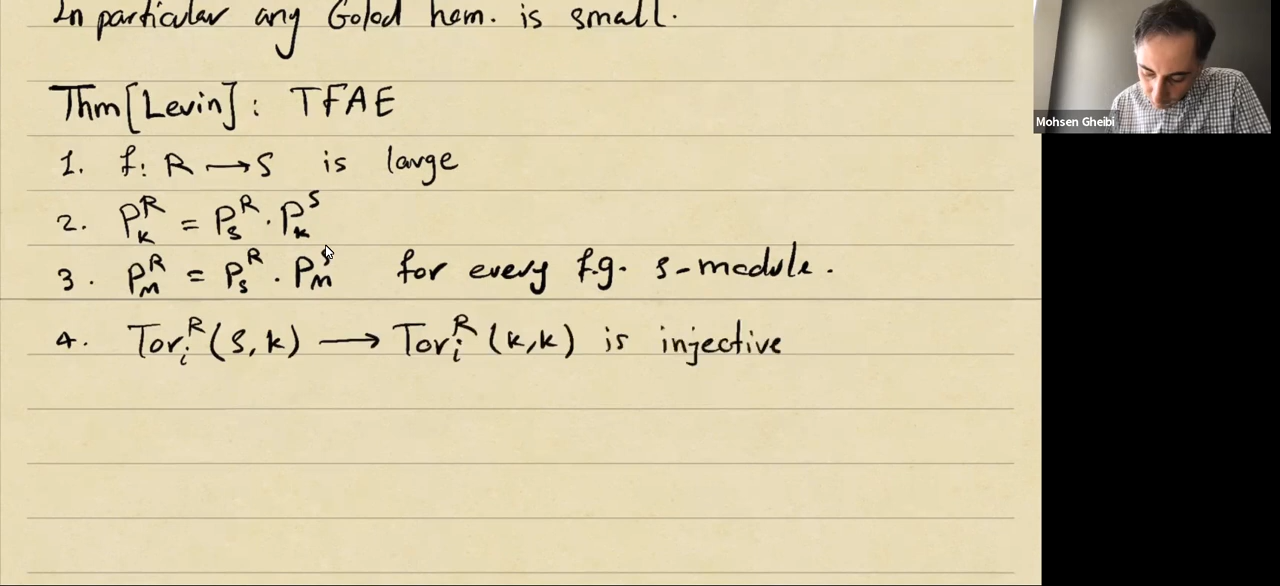 In particular any Golod hom. is small.
Thm [Levin]: TFAE
1. f: R → S is large
2. P_k^R = P_S^R · P_k^S
3. P_M^R = P_S^R · P_M^S for every f.g. S-module.
4. Tor_i^R (S, k) → Tor_i^R (k, k) is injective
Mohsen Gheibi